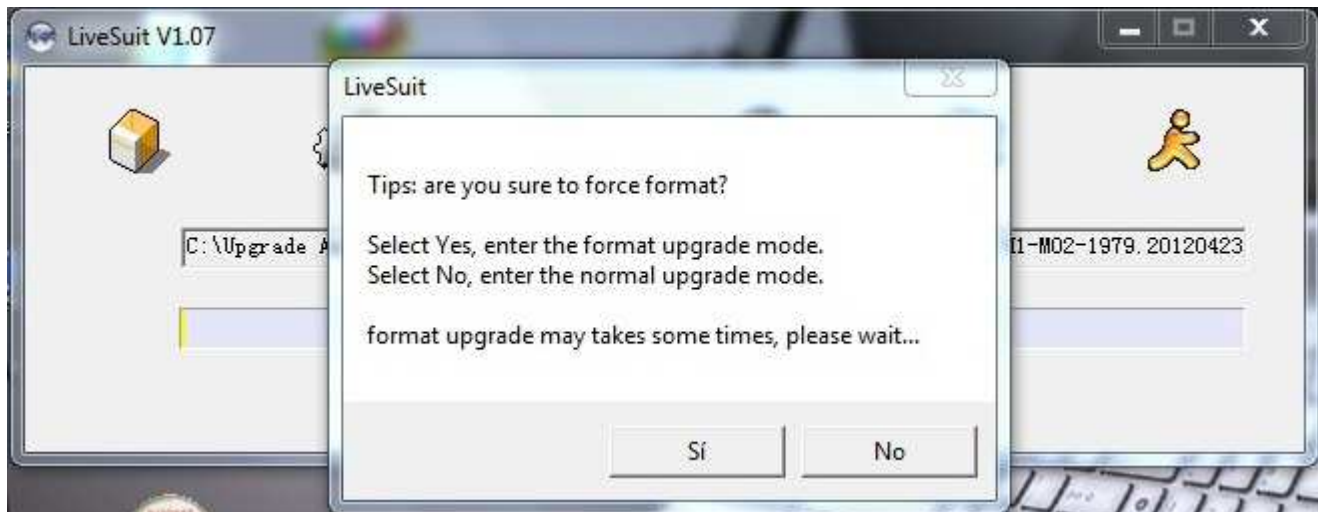 LiveSuit V1.07
LiveSuit
Tips: are you sure to force format?
Select Yes, enter the format upgrade mode.
Select No, enter the normal upgrade mode.
format upgrade may takes some times, please wait...
C:\Upgrade A
-M02-1979.20120423
Sí
No